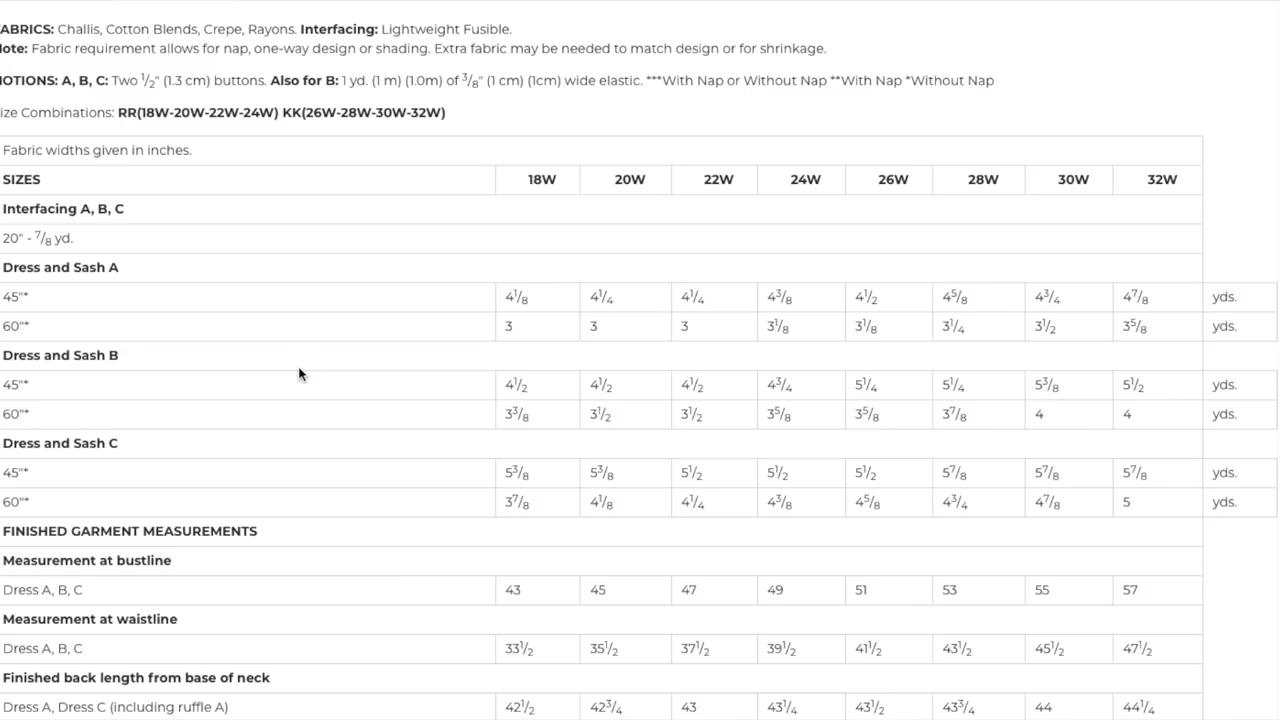 ABRICS: Challis, Cotton Blends, Crepe, Rayons. Interfacing: Lightweight Fusible.
lote: Fabric requirement allows for nap, one-way design or shading. Extra fabric may be needed to match design or for shrinkage.
IOTIONS: A, B, C: Two 1/2" (1.3 cm) buttons. Also for B: 1 yd. (1 m) (1.0m) of 3/8" (1 cm) (1cm) wide elastic. ***With Nap or Without Nap **With Nap *Without Nap
ize Combinations: RR(18W-20W-22W-24W) KK(26W-28W-30W-32W)
Fabric widths given in inches.
SIZES 18W 20W 22W 24W 26W 28W 30W 32W
Interfacing A, B, C
20" - 7/8 yd.
Dress and Sash A
45"* 4 1/8 4 1/4 4 1/4 4 3/8 4 1/2 4 5/8 4 3/4 4 7/8 yds.
60"* 3 3 3 3 1/8 3 1/8 3 1/4 3 1/2 3 5/8 yds.
Dress and Sash B
45"* 4 1/2 4 1/2 4 1/2 4 3/4 5 1/4 5 1/4 5 3/8 5 1/2 yds.
60"* 3 3/8 3 1/2 3 1/2 3 5/8 3 5/8 3 7/8 4 4 yds.
Dress and Sash C
45"* 5 3/8 5 3/8 5 1/2 5 1/2 5 1/2 5 7/8 5 7/8 5 7/8 yds.
60"* 3 7/8 4 1/8 4 1/4 4 3/8 4 5/8 4 3/4 4 7/8 5 yds.
FINISHED GARMENT MEASUREMENTS
Measurement at bustline
Dress A, B, C 43 45 47 49 51 53 55 57
Measurement at waistline
Dress A, B, C 33 1/2 35 1/2 37 1/2 39 1/2 41 1/2 43 1/2 45 1/2 47 1/2
Finished back length from base of neck
Dress A, Dress C (including ruffle A) 42 1/2 42 3/4 43 43 1/4 43 1/2 43 3/4 44 44 1/4